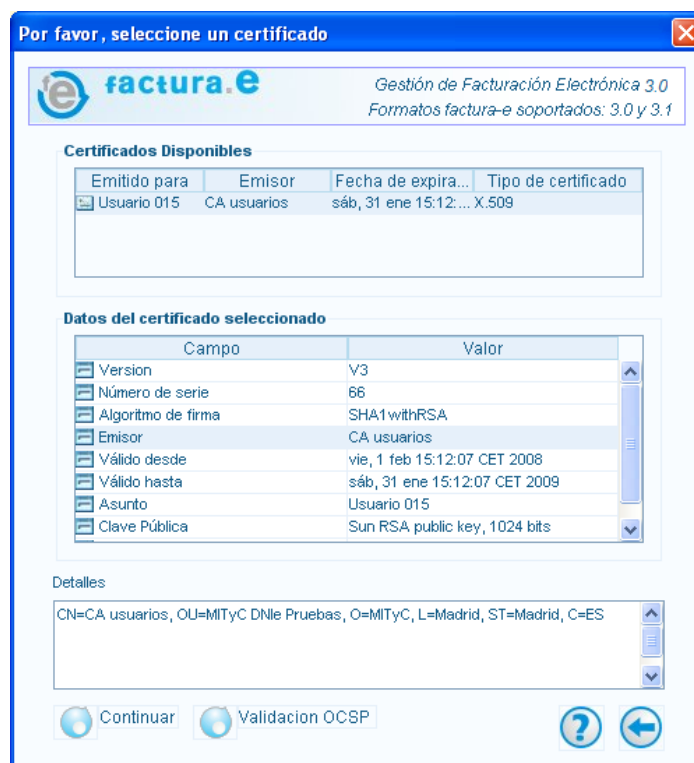 Por favor, seleccione un certificado
factura.e
Gestión de Facturación Electrónica 3.0
Formatos factura-e soportados: 3.0 y 3.1
Certificados Disponibles
Emitido para Emisor Fecha de expira... Tipo de certificado
Usuario 015 CA usuarios sáb, 31 ene 15:12:... X.509
Datos del certificado seleccionado
Campo Valor
Version V3
Número de serie 66
Algoritmo de firma SHA1withRSA
Emisor CA usuarios
Válido desde vie, 1 feb 15:12:07 CET 2008
Válido hasta sáb, 31 ene 15:12:07 CET 2009
Asunto Usuario 015
Clave Pública Sun RSA public key, 1024 bits
Detalles
CN=CA usuarios, OU=MITyC DNIe Pruebas, O=MITyC, L=Madrid, ST=Madrid, C=ES
Continuar Validacion OCSP ?